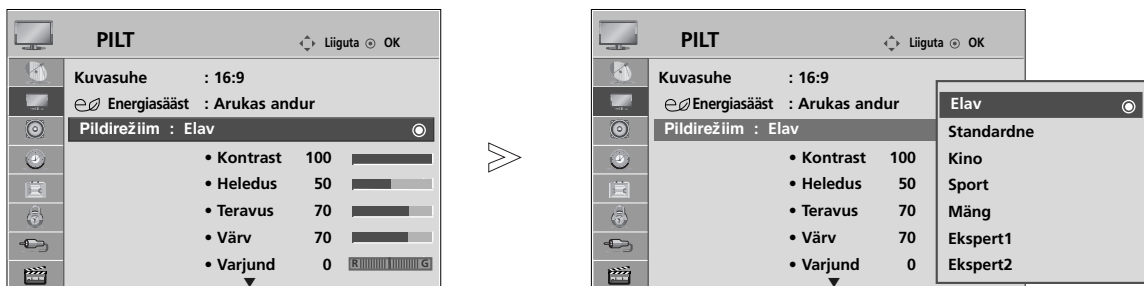 PILT
Liiguta OK
Kuvasuhe : 16:9
Energiasääst : Arukas andur
Pildirežiim : Elav
• Kontrast 100
• Heledus 50
• Teravus 70
• Värv 70
• Varjund 0 R G
PILT
Liiguta OK
Kuvasuhe : 16:9
Energiasääst : Arukas andur
Pildirežiim : Elav
• Kontrast 100
• Heledus 50
• Teravus 70
• Värv 70
• Varjund 0
Elav
Standardne
Kino
Sport
Mäng
Ekspert1
Ekspert2